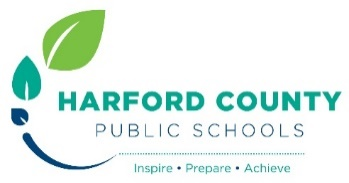 HARFORD COUNTY
PUBLIC SCHOOLS
Inspire • Prepare • Achieve